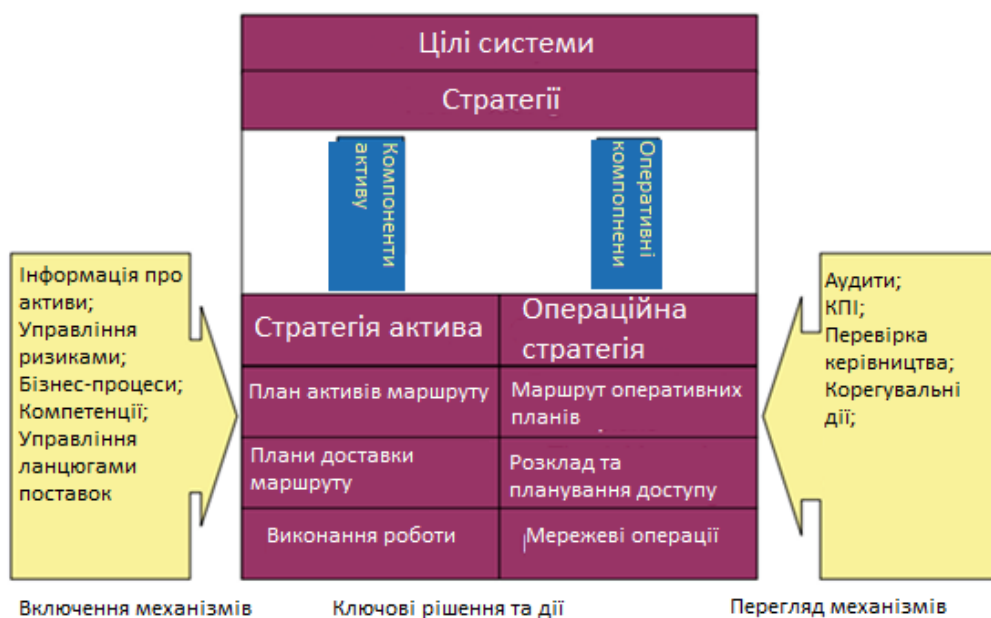 Цілі системи
Стратегії
Компоненти
активу
Оперативні
компопнени
Інформація про
активи;
Управління
ризиками;
Бізнес-процеси;
Компетенції;
Управління
ланцюгами
поставок
Стратегія актива
Операційна
стратегія
План активів маршруту
Маршрут оперативних
планів
Плани доставки
маршруту
Розклад та
планування доступу
Виконання роботи
Мережеві операції
Аудити;
КПІ;
Перевірка
керівництва;
Корегувальні
дії;
Включення механізмів
Ключові рішення та дії
Перегляд механізмів